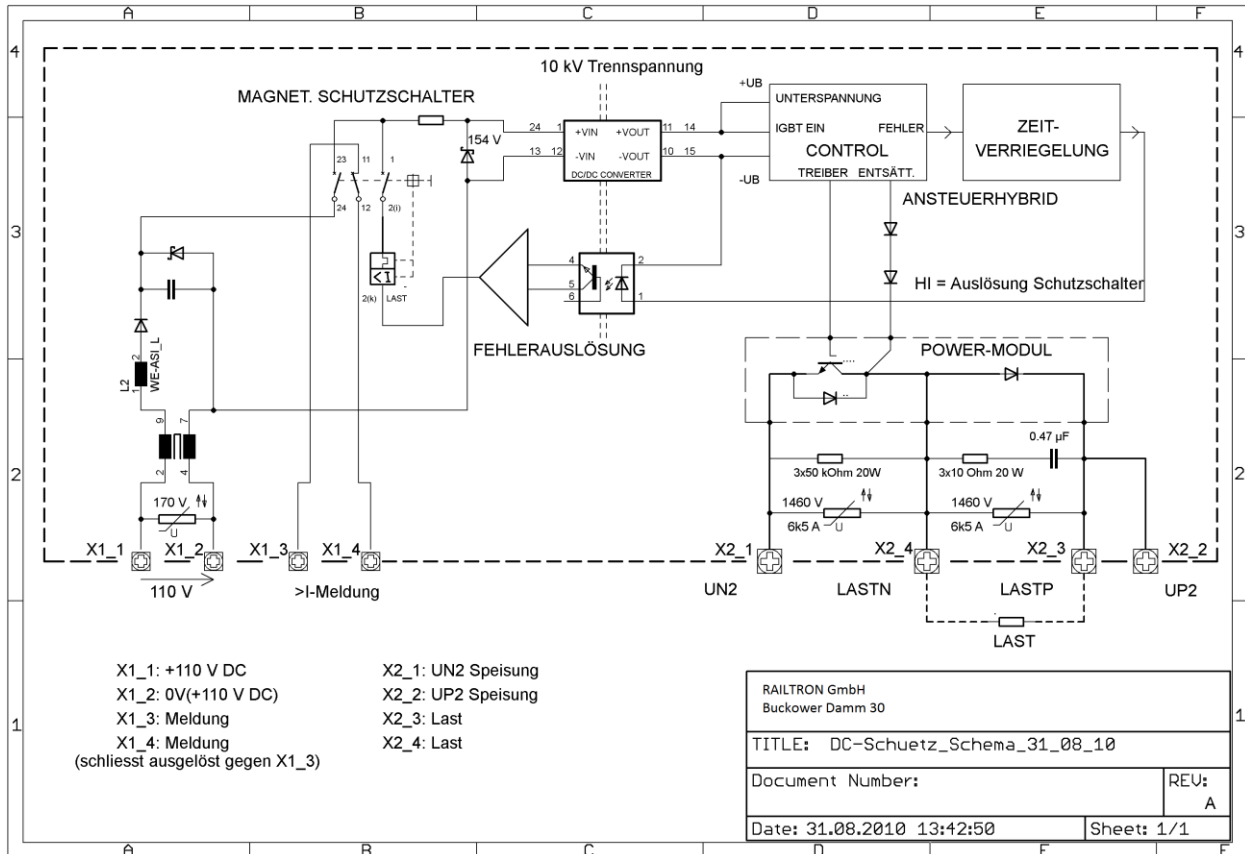 A B C D E F
4 4
10 kV Trennspannung
MAGNET. SCHUTZSCHALTER
+UB
UNTERSPANNUNG
154 V
24 1 +VIN +VOUT 11 14
IGBT EIN FEHLER
ZEIT-
VERRIEGELUNG
13 12 -VIN -VOUT 10 15
CONTROL
DC/DC CONVERTER
-UB
TREIBER ENTSÄTT.
23 11 1
24 12 2(i)
ANSTEUERHYBRID
3 3
<I
2(k) LAST
4 2
5
6 1
HI = Auslösung Schutzschalter
FEHLERAUSLÖSUNG
POWER-MODUL
L2
1 2
WE-ASI_L
9 7
2 4
2 2
0.47 µF
3x50 kOhm 20W
3x10 Ohm 20 W
170 V
U
1460 V
6k5 A
U
1460 V
6k5 A
U
X1_1 X1_2 X1_3 X1_4 X2_1 X2_4 X2_3 X2_2
110 V
>I-Meldung
UN2 LASTN LASTP UP2
LAST
X1_1: +110 V DC
X1_2: 0V(+110 V DC)
X1_3: Meldung
X1_4: Meldung
(schliesst ausgelöst gegen X1_3)
X2_1: UN2 Speisung
X2_2: UP2 Speisung
X2_3: Last
X2_4: Last
1 1
RAILTRON GmbH
Buckower Damm 30
TITLE: DC-Schuetz_Schema_31_08_10
Document Number:
REV:
A
Date: 31.08.2010 13:42:50
Sheet: 1/1
A B C D E F